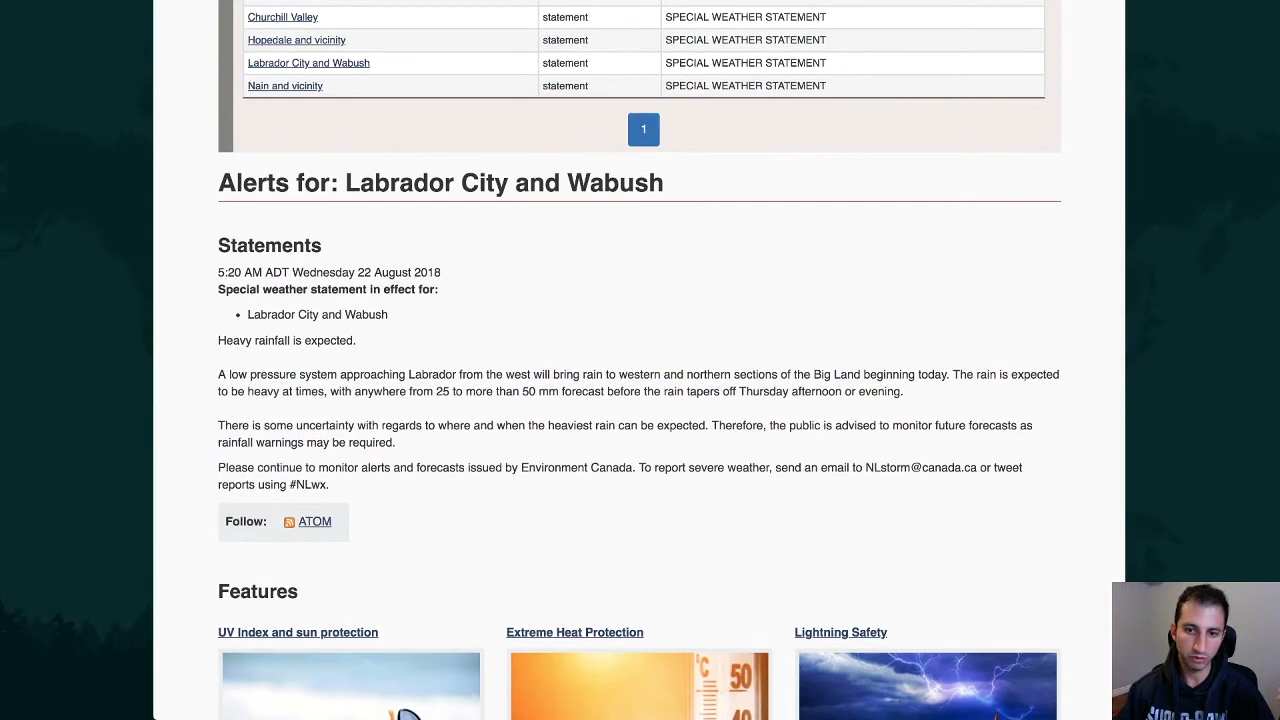 Churchill Valley statement SPECIAL WEATHER STATEMENT
Hopedale and vicinity statement SPECIAL WEATHER STATEMENT
Labrador City and Wabush statement SPECIAL WEATHER STATEMENT
Nain and vicinity statement SPECIAL WEATHER STATEMENT
1
Alerts for: Labrador City and Wabush
Statements
5:20 AM ADT Wednesday 22 August 2018
Special weather statement in effect for:
• Labrador City and Wabush
Heavy rainfall is expected.
A low pressure system approaching Labrador from the west will bring rain to western and northern sections of the Big Land beginning today. The rain is expected
to be heavy at times, with anywhere from 25 to more than 50 mm forecast before the rain tapers off Thursday afternoon or evening.
There is some uncertainty with regards to where and when the heaviest rain can be expected. Therefore, the public is advised to monitor future forecasts as
rainfall warnings may be required.
Please continue to monitor alerts and forecasts issued by Environment Canada. To report severe weather, send an email to NLstorm@canada.ca or tweet
reports using #NLwx.
Follow: ATOM
Features
UV Index and sun protection Extreme Heat Protection Lightning Safety
°C 50
40